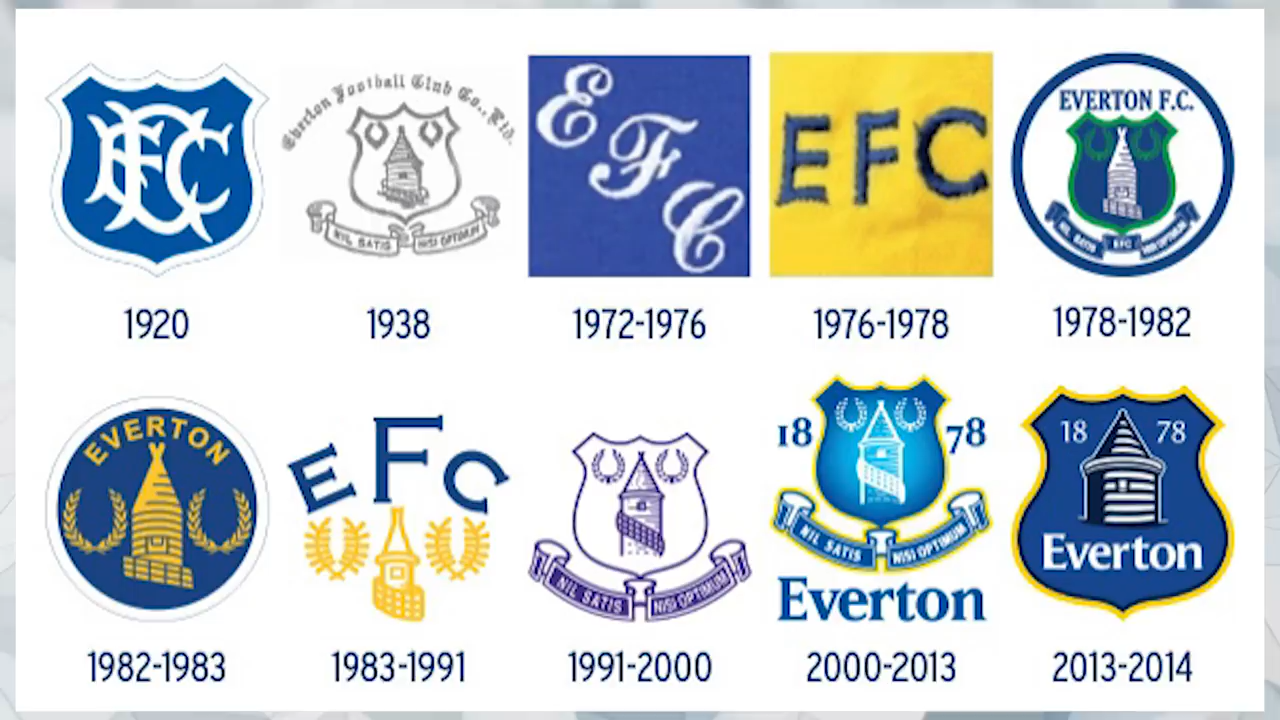 EFC
Everton Football Club Co., Ltd.
NIL SATIS NISI OPTIMUM
E F C
EFC
EVERTON F.C.
NIL SATIS EFC NISI OPTIMUM
1920
1938
1972-1976
1976-1978
1978-1982
EVERTON
EFC
NIL SATIS NISI OPTIMUM
18 78
NIL SATIS NISI OPTIMUM
Everton
18 78
Everton
1982-1983
1983-1991
1991-2000
2000-2013
2013-2014